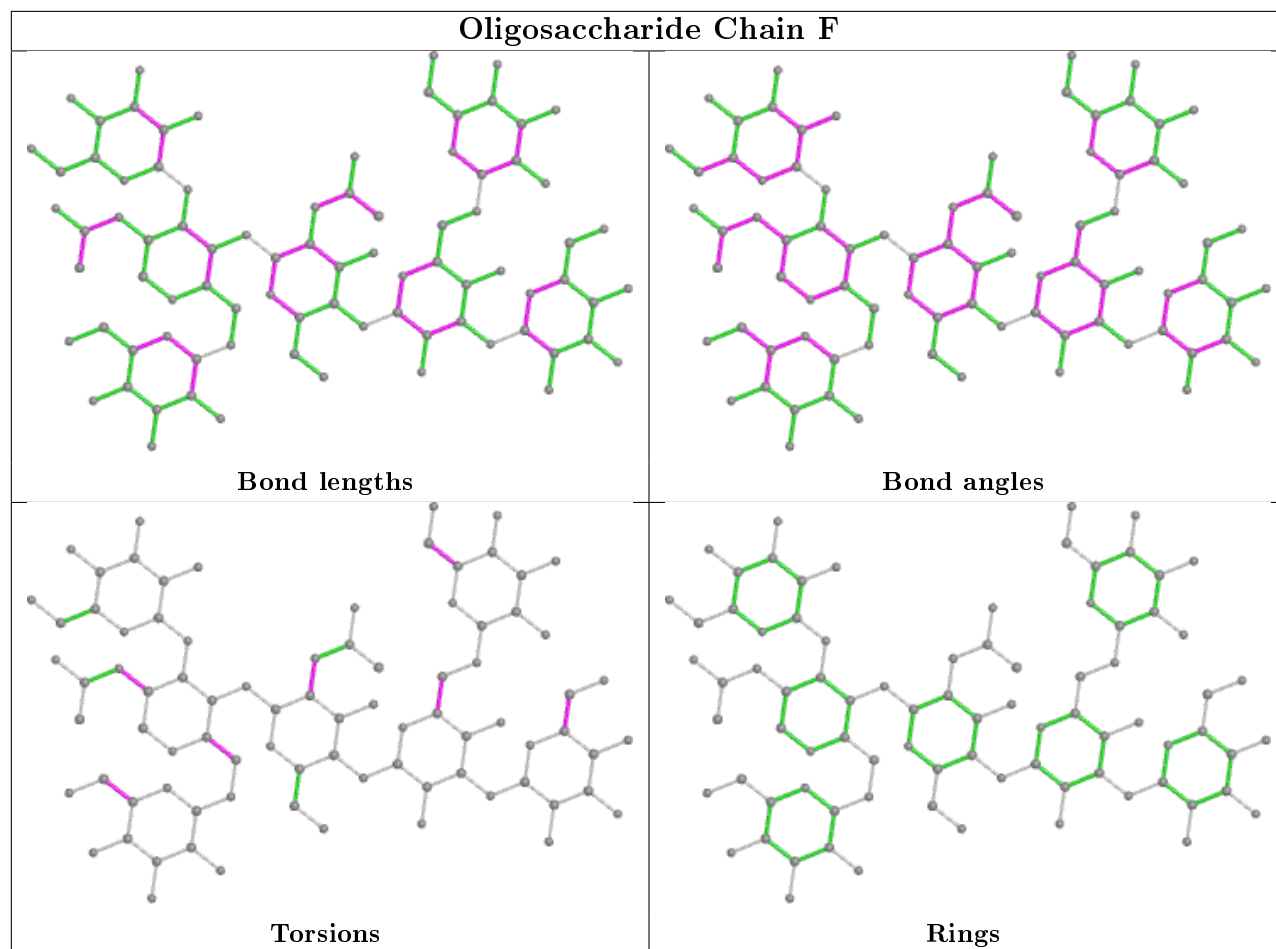 Oligosaccharide Chain F
Bond lengths
Bond angles
Torsions
Rings